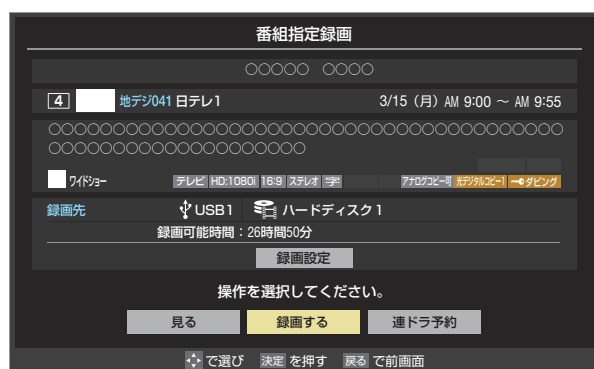 番組指定録画
○○○○○ ○○○○
4 地デジ041 日テレ1 3/15（月）AM 9:00 ～ AM 9:55
○○○○○○○○○○○○○○○○○○○○○○○○○○○○○○○○
○○○○○○○○○○○○○○○○
ワイドショー テレビ HD:1080i 16:9 ステレオ 字 アナログコピー可 光デジタルコピー1 ダビング
録画先 USB1 ハードディスク1
録画可能時間：26時間50分
録画設定
操作を選択してください。
見る 録画する 連ドラ予約
で選び 決定 を押す 戻る で前画面